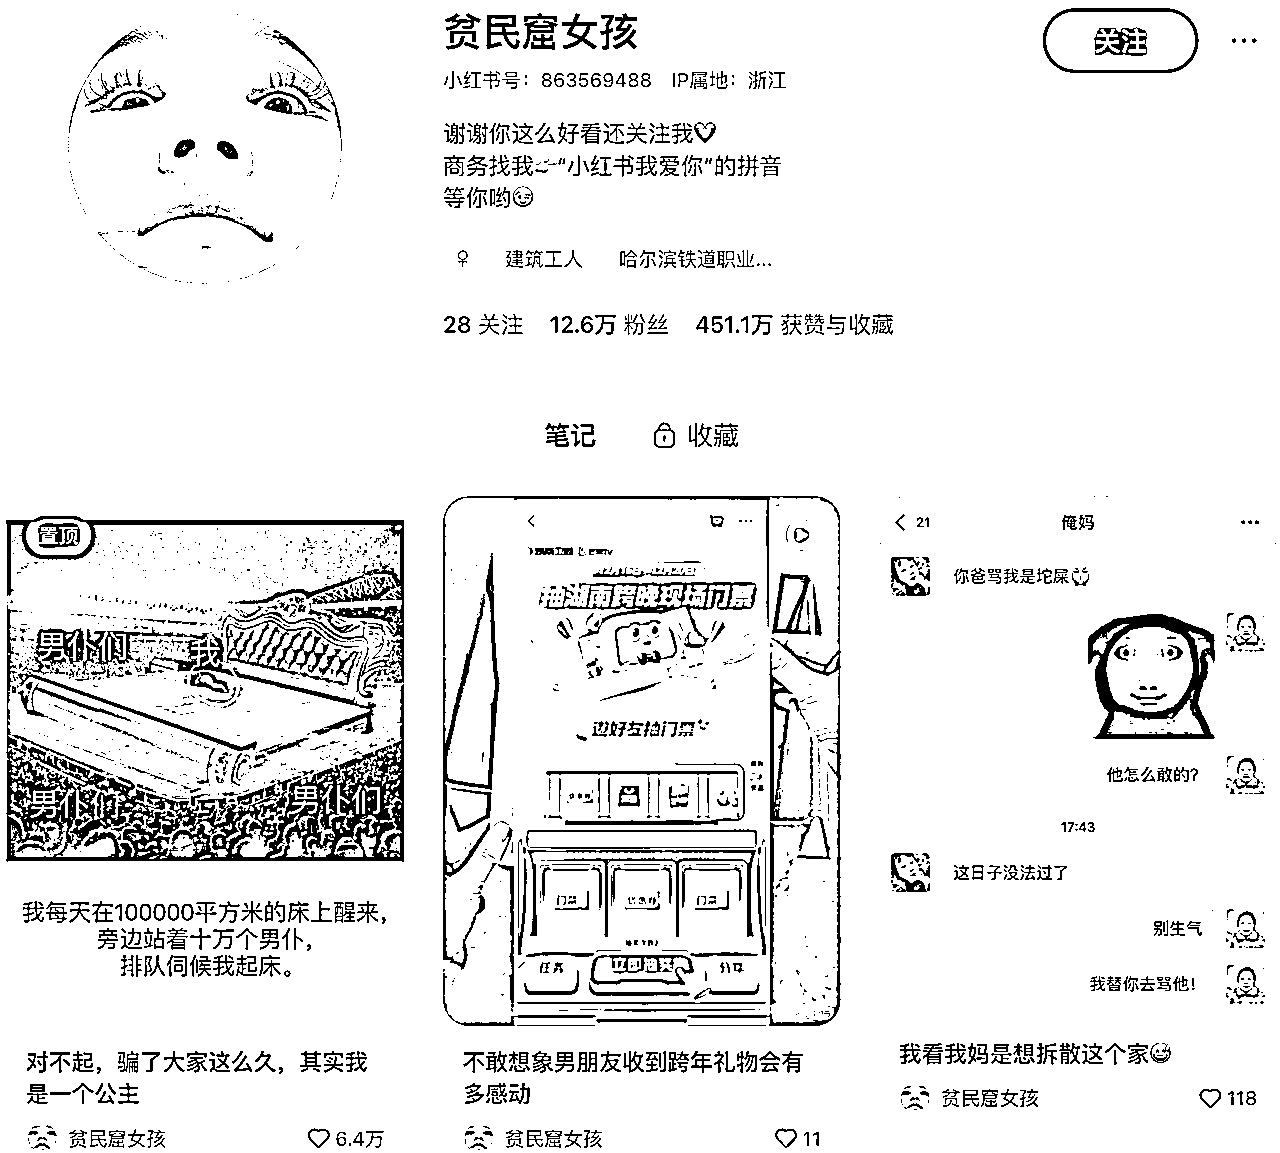 贫民窟女孩
关注
小红书号：863569488 IP属地：浙江
谢谢你这么好看还关注我
商务找我“小红书我爱你”的拼音
等你哟
♀ 建筑工人 哈尔滨铁道职业...
28 关注 12.6万 粉丝 451.1万 获赞与收藏
笔记 收藏
置顶
男仆们 我
男仆们 男仆们
我每天在100000平方米的床上醒来，
旁边站着十万个男仆，
排队伺候我起床。
对不起，骗了大家这么久，其实我
是一个公主
贫民窟女孩 6.4万
抽湖南跨晚现场门票
边好友抽门票
门票 门票
任务 立即抽奖 分享
不敢想象男朋友收到跨年礼物会有
多感动
贫民窟女孩 11
21 俺妈
你爸骂我是坨屎
他怎么敢的？
17:43
这日子没法过了
别生气
我替你去骂他！
我看我妈是想拆散这个家
贫民窟女孩 118